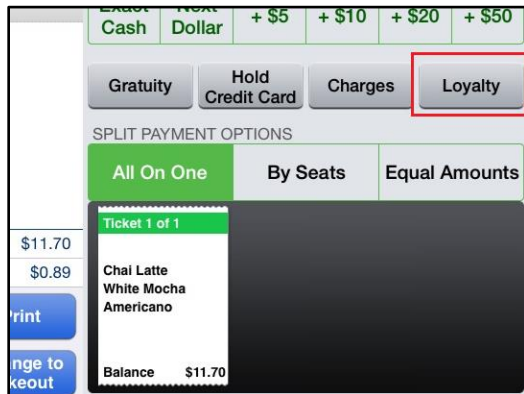 Exact Next
Cash Dollar + $5 + $10 + $20 + $50
Gratuity Hold Credit Card Charges Loyalty
SPLIT PAYMENT OPTIONS
All On One By Seats Equal Amounts
Ticket 1 of 1
$11.70
$0.89
Chai Latte
White Mocha
Americano
Balance $11.70